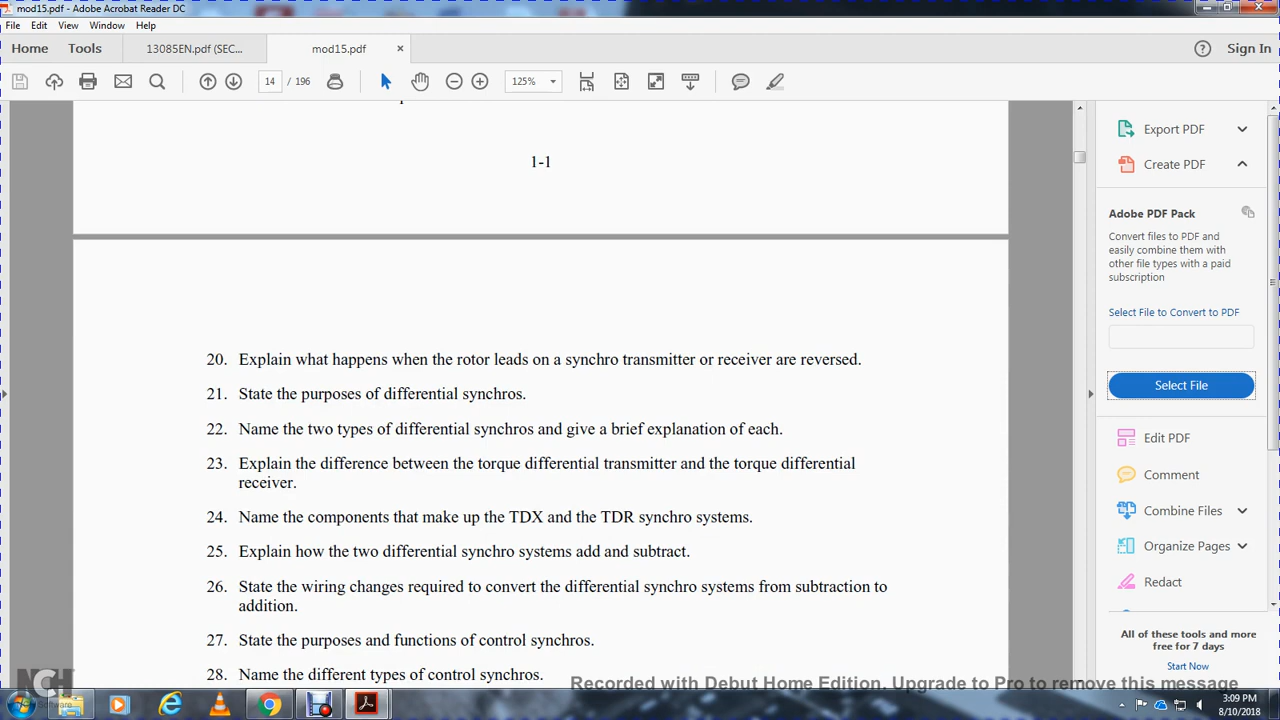 mod15.pdf - Adobe Acrobat Reader DC
File Edit View Window Help
Home Tools 13085EN.pdf (SEC... mod15.pdf × ? Sign In
14 / 196 125%
1-1
20. Explain what happens when the rotor leads on a synchro transmitter or receiver are reversed.
21. State the purposes of differential synchros.
22. Name the two types of differential synchros and give a brief explanation of each.
23. Explain the difference between the torque differential transmitter and the torque differential
receiver.
24. Name the components that make up the TDX and the TDR synchro systems.
25. Explain how the two differential synchro systems add and subtract.
26. State the wiring changes required to convert the differential synchro systems from subtraction to
addition.
27. State the purposes and functions of control synchros.
28. Name the different types of control synchros.
Export PDF
Create PDF
Adobe PDF Pack
Convert files to PDF and
easily combine them with
other file types with a paid
subscription
Select File to Convert to PDF
Select File
Edit PDF
Comment
Combine Files
Organize Pages
Redact
All of these tools and more
free for 7 days
Start Now
NCH
Software
Recorded with Debut Home Edition. Upgrade to Pro to remove this message
3:09 PM
8/10/2018